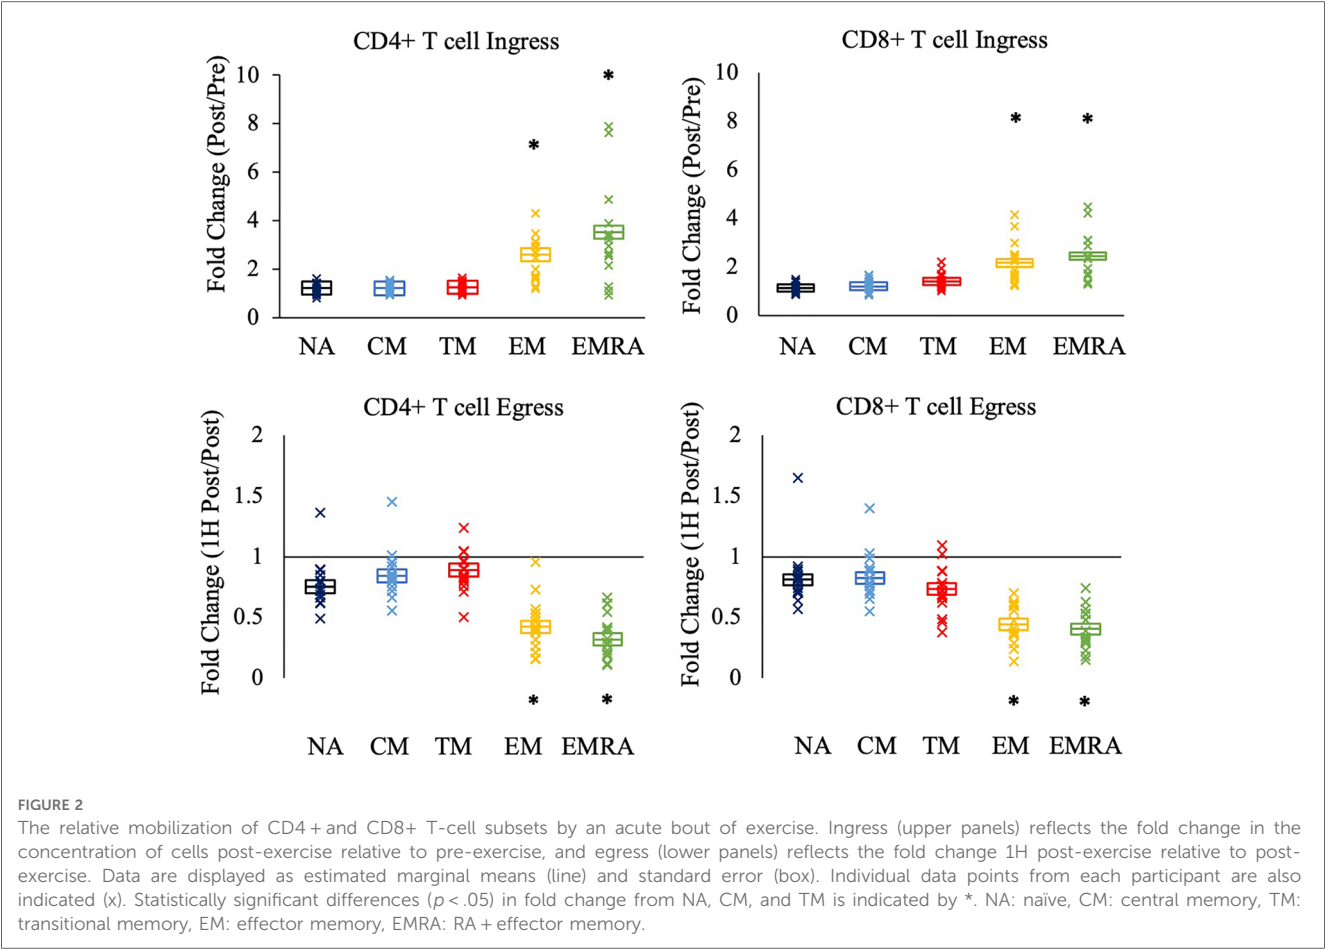 CD4+ T cell Ingress
Fold Change (Post/Pre)
10
*
8
*
6
4
2
0
NA CM TM EM EMRA
CD8+ T cell Ingress
Fold Change (Post/Pre)
10
8
* *
6
4
2
0
NA CM TM EM EMRA
CD4+ T cell Egress
Fold Change (1H Post/Post)
2
1.5
1
0.5
0
* *
NA CM TM EM EMRA
CD8+ T cell Egress
Fold Change (1H Post/Post)
2
1.5
1
0.5
0
* *
NA CM TM EM EMRA
FIGURE 2
The relative mobilization of CD4 + and CD8+ T-cell subsets by an acute bout of exercise. Ingress (upper panels) reflects the fold change in the
concentration of cells post-exercise relative to pre-exercise, and egress (lower panels) reflects the fold change 1H post-exercise relative to post-
exercise. Data are displayed as estimated marginal means (line) and standard error (box). Individual data points from each participant are also
indicated (x). Statistically significant differences (p < .05) in fold change from NA, CM, and TM is indicated by *. NA: naïve, CM: central memory, TM:
transitional memory, EM: effector memory, EMRA: RA + effector memory.